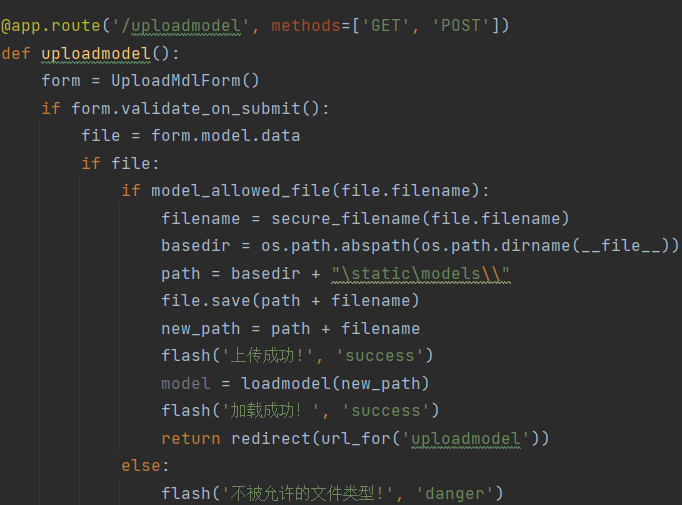 @app.route('/uploadmodel', methods=['GET', 'POST'])
def uploadmodel():
    form = UploadMdlForm()
    if form.validate_on_submit():
        file = form.model.data
        if file:
            if model_allowed_file(file.filename):
                filename = secure_filename(file.filename)
                basedir = os.path.abspath(os.path.dirname(__file__))
                path = basedir + "\static\models\\"
                file.save(path + filename)
                new_path = path + filename
                flash('上传成功!', 'success')
                model = loadmodel(new_path)
                flash('加载成功！', 'success')
                return redirect(url_for('uploadmodel'))
            else:
                flash('不被允许的文件类型!', 'danger')